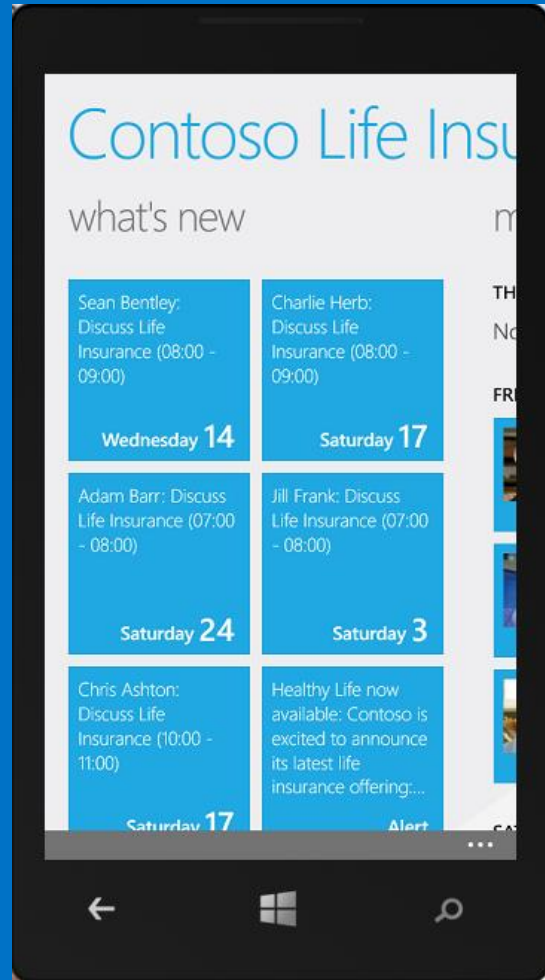 Contoso Life Insu
what's new
m
Sean Bentley:
Discuss Life
Insurance (08:00 -
09:00)
Wednesday 14
Charlie Herb:
Discuss Life
Insurance (08:00 -
09:00)
Saturday 17
TH
No
FRI
Adam Barr: Discuss
Life Insurance (07:00
- 08:00)
Saturday 24
Jill Frank: Discuss
Life Insurance (07:00
- 08:00)
Saturday 3
Chris Ashton:
Discuss Life
Insurance (10:00 -
11:00)
Saturday 17
Healthy Life now
available: Contoso is
excited to announce
its latest life
insurance offering:...
Alert
SAT
...